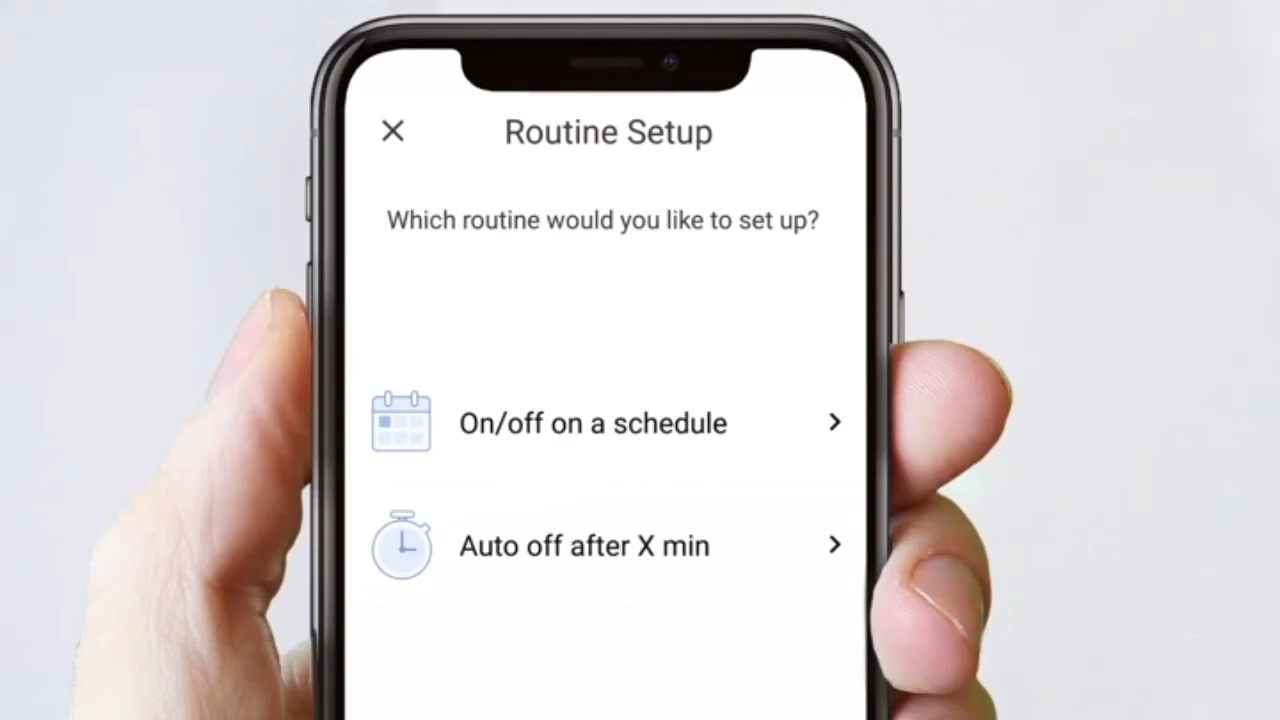 Routine Setup
Which routine would you like to set up?
On/off on a schedule
Auto off after X min